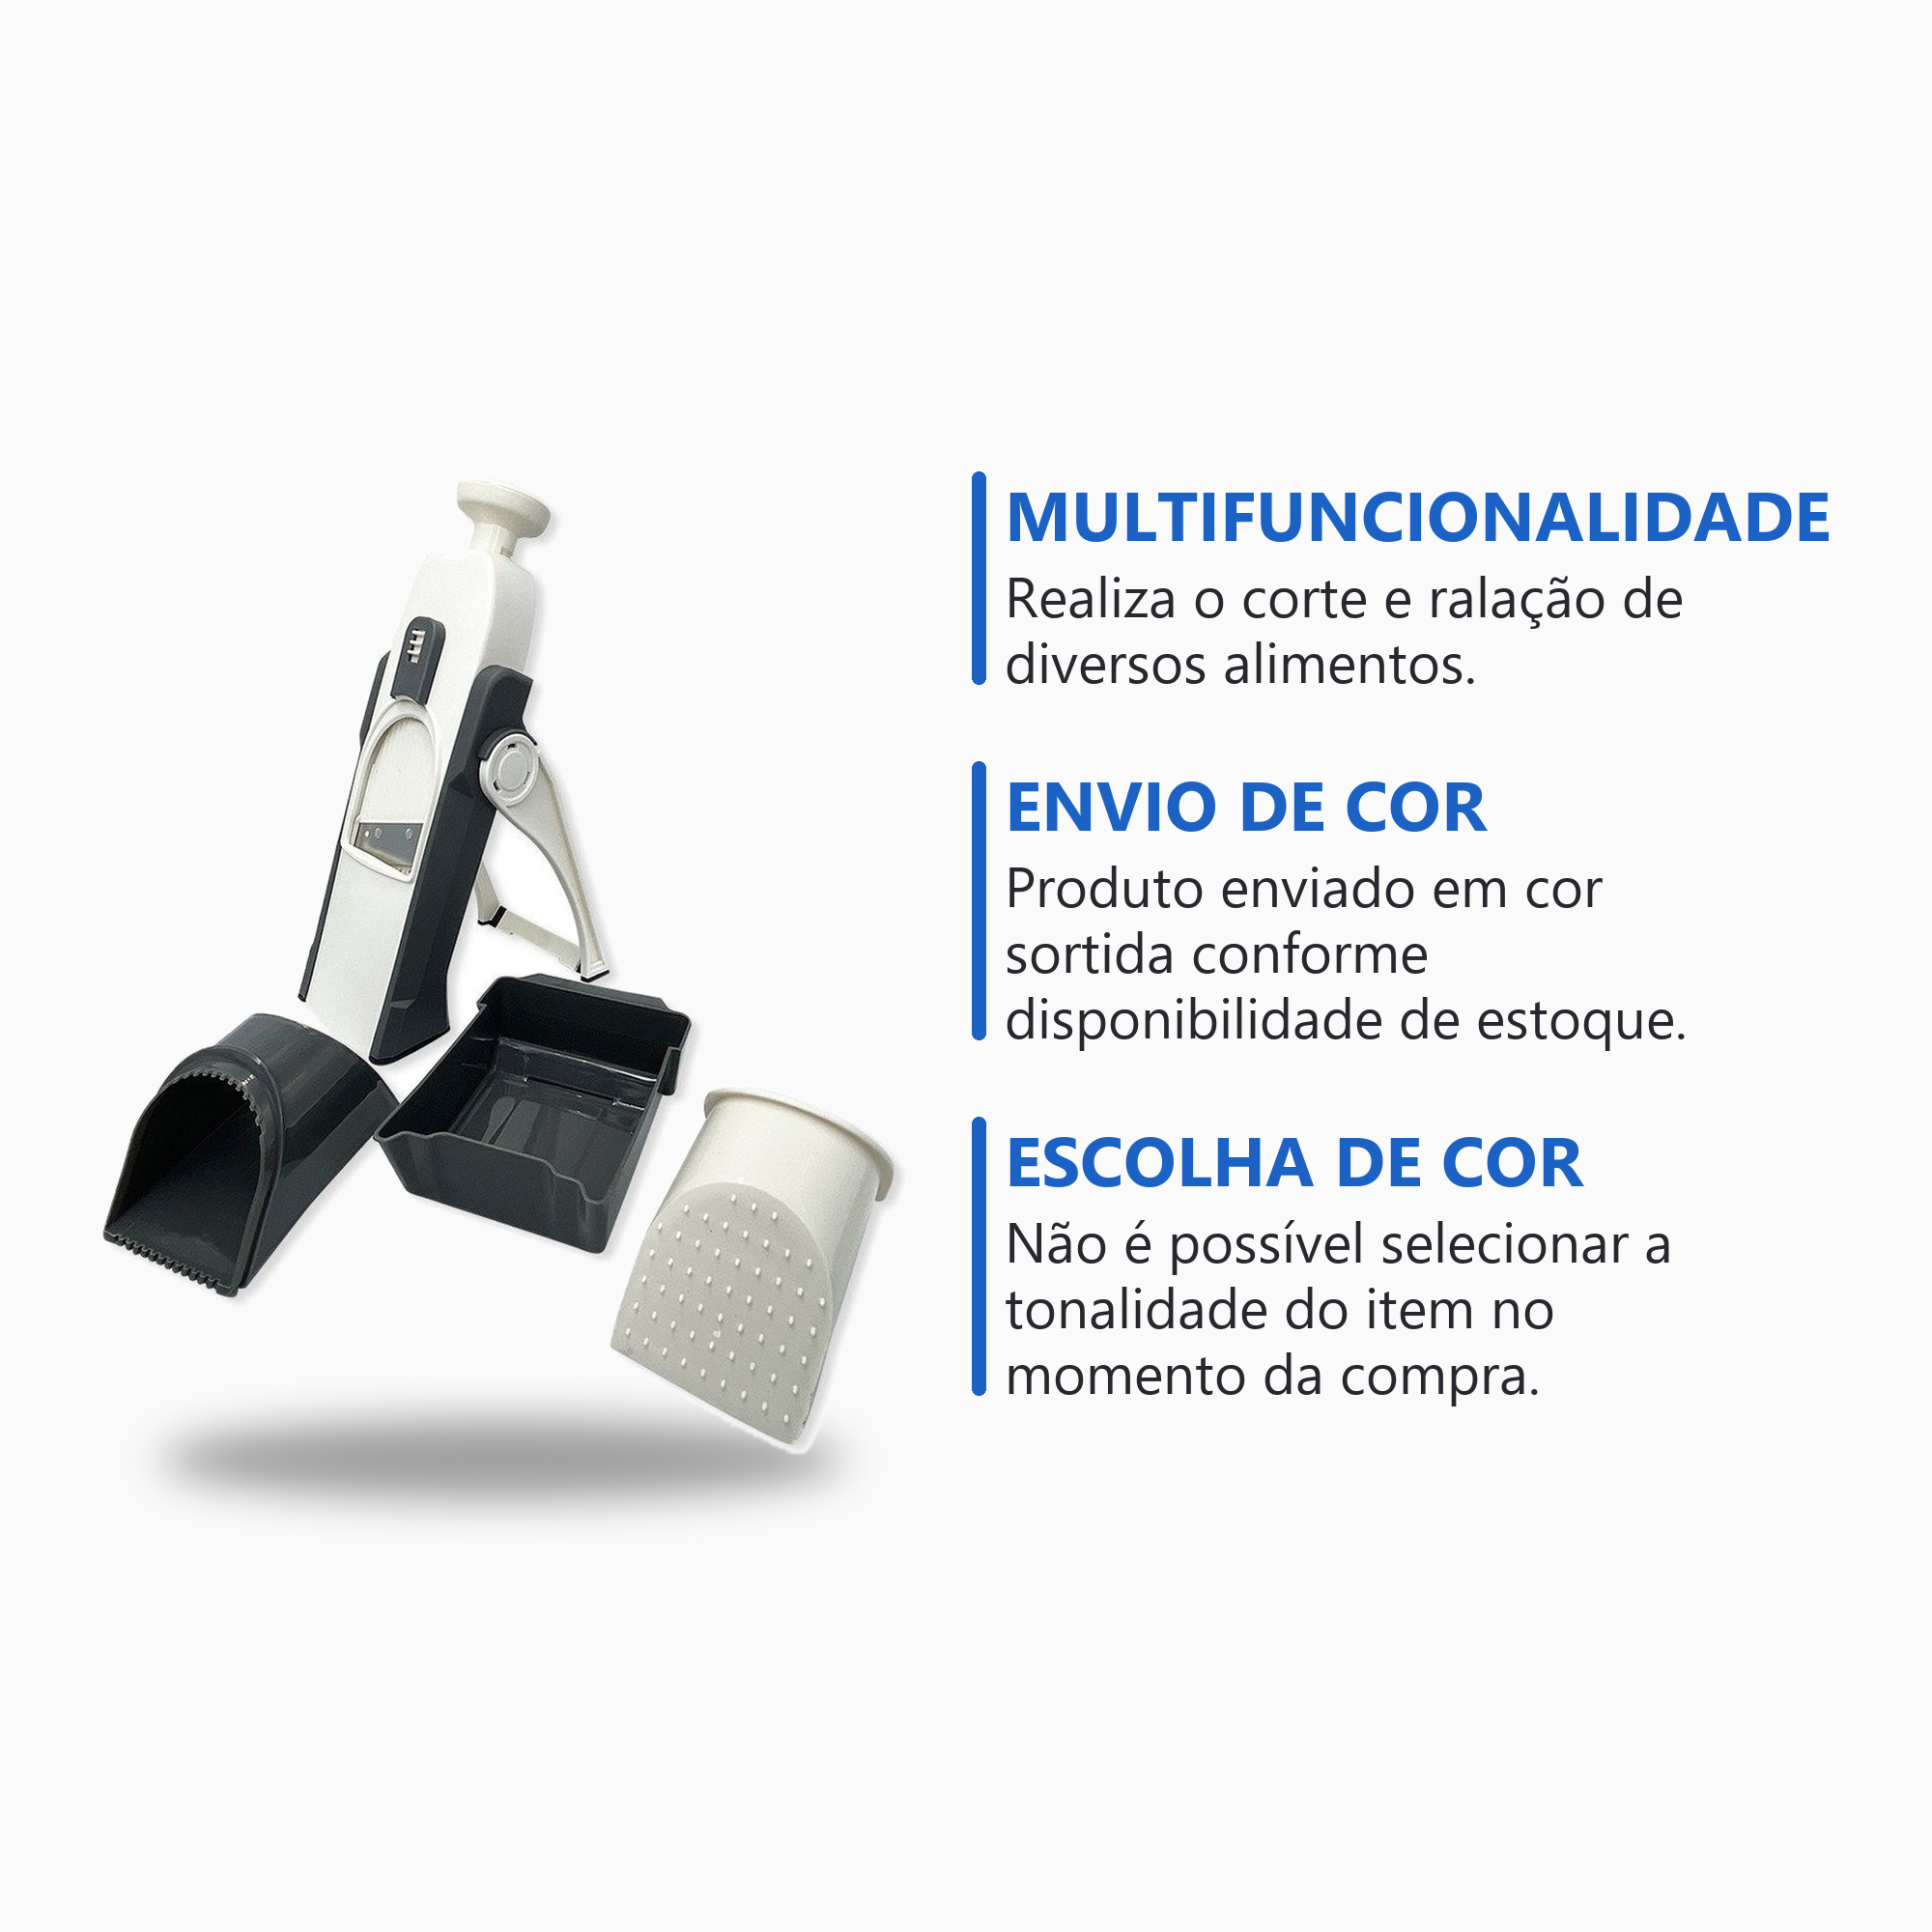 MULTIFUNCIONALIDADE
Realiza o corte e ralação de
diversos alimentos.
ENVIO DE COR
Produto enviado em cor
sortida conforme
disponibilidade de estoque.
ESCOLHA DE COR
Não é possível selecionar a
tonalidade do item no
momento da compra.